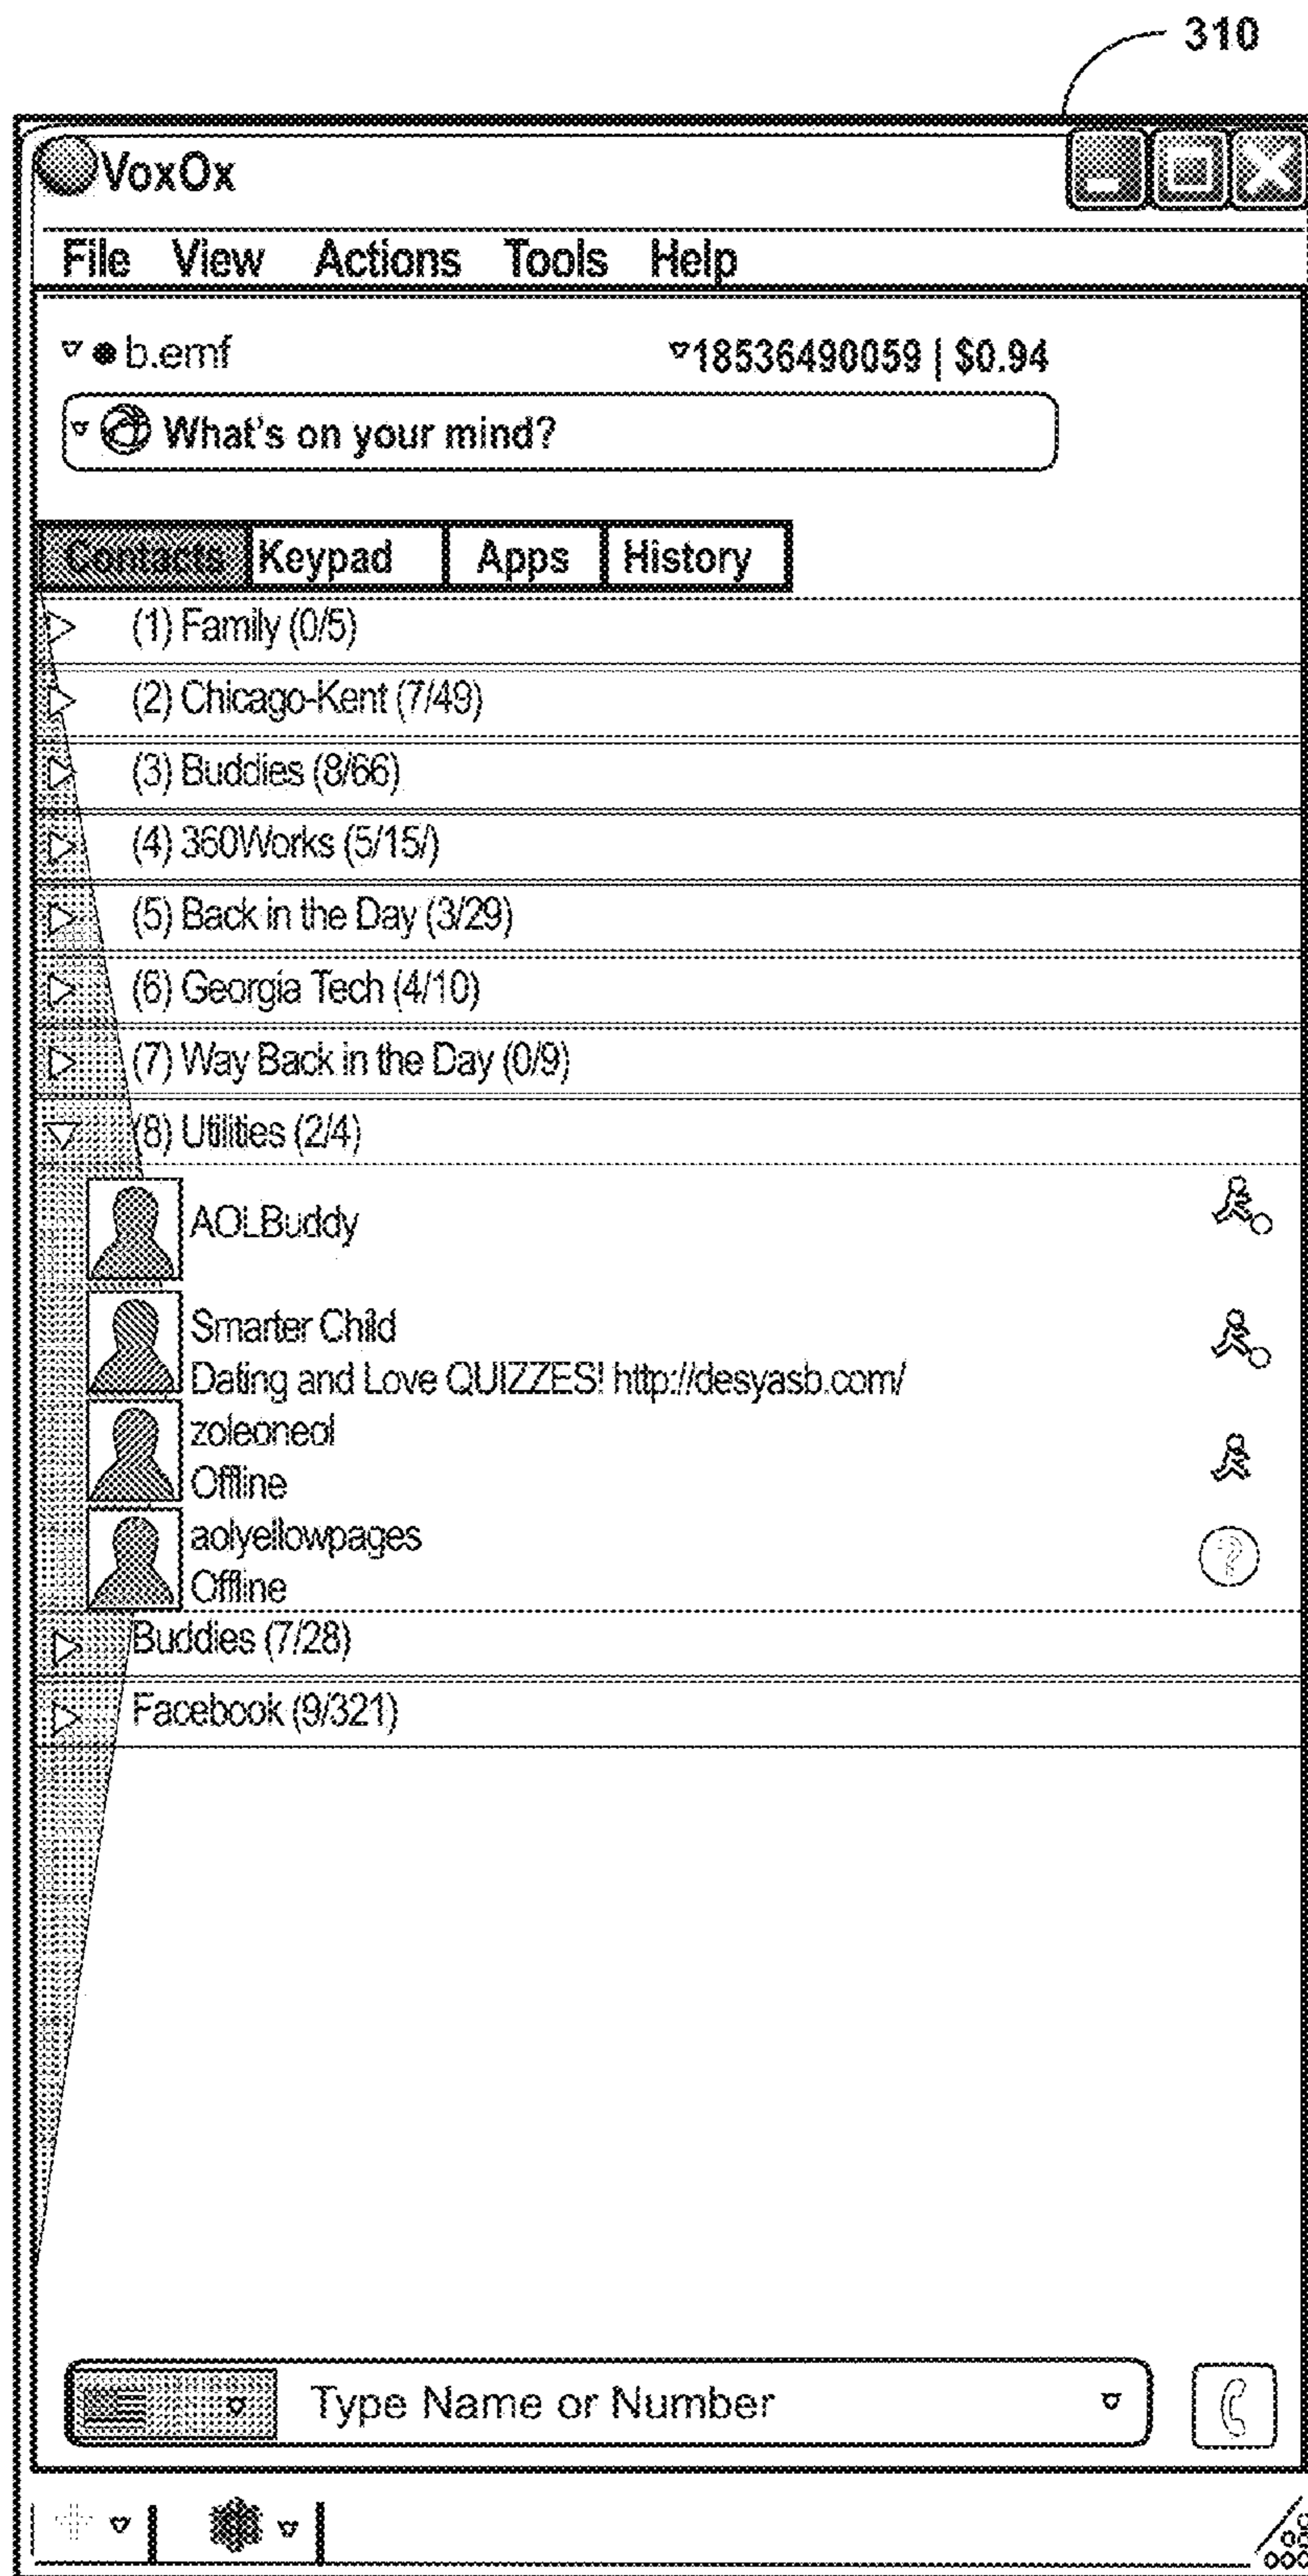 310
VoxOx
File View Actions Tools Help
b.emf 18536490059 | $0.94
What's on your mind?
Contacts Keypad Apps History
(1) Family (0/5)
(2) Chicago-Kent (7/49)
(3) Buddies (8/66)
(4) 360Works (5/15/)
(5) Back in the Day (3/29)
(6) Georgia Tech (4/10)
(7) Way Back in the Day (0/9)
(8) Utilities (2/4)
AOLBuddy
Smarter Child
Dating and Love QUIZZES! http://desyasb.com/
zoleoneol
Offline
aolyellowpages
Offline
?
Buddies (7/28)
Facebook (9/321)
Type Name or Number